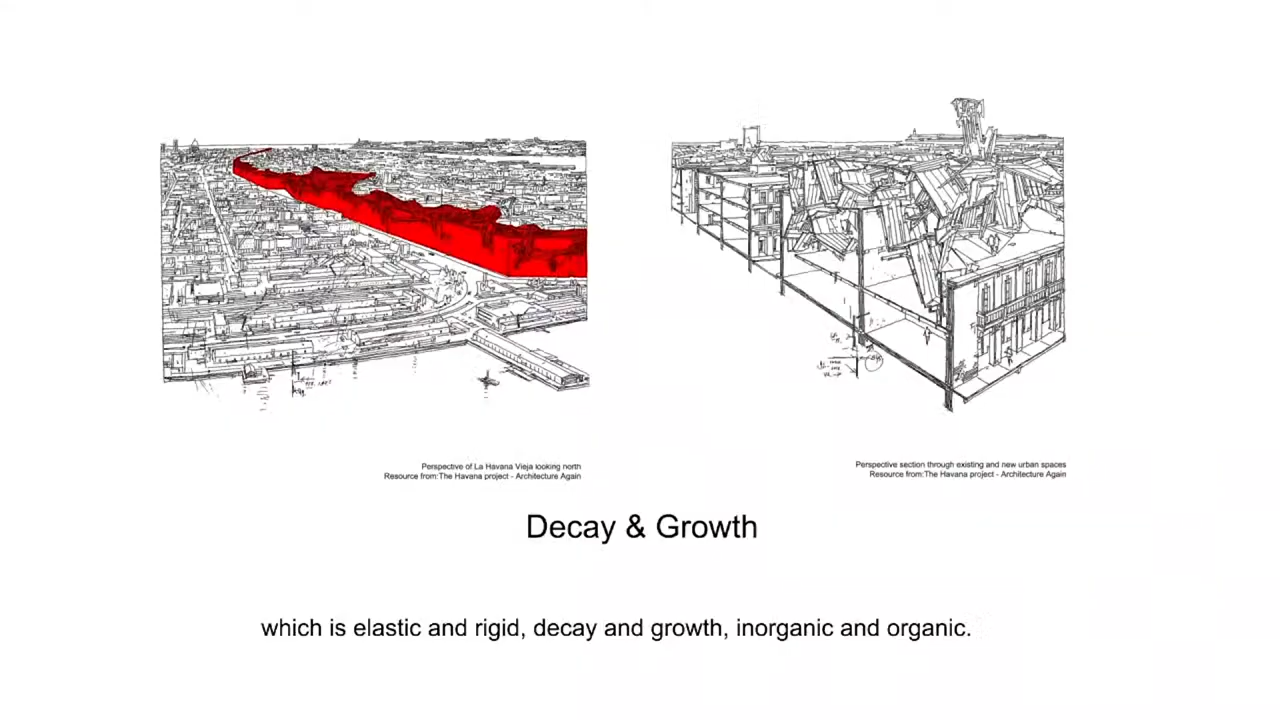 Perspective of La Havana Vieja looking north
Resource from:The Havana project - Architecture Again
Perspective section through existing and new urban spaces
Resource from:The Havana project - Architecture Again
Decay & Growth
which is elastic and rigid, decay and growth, inorganic and organic.